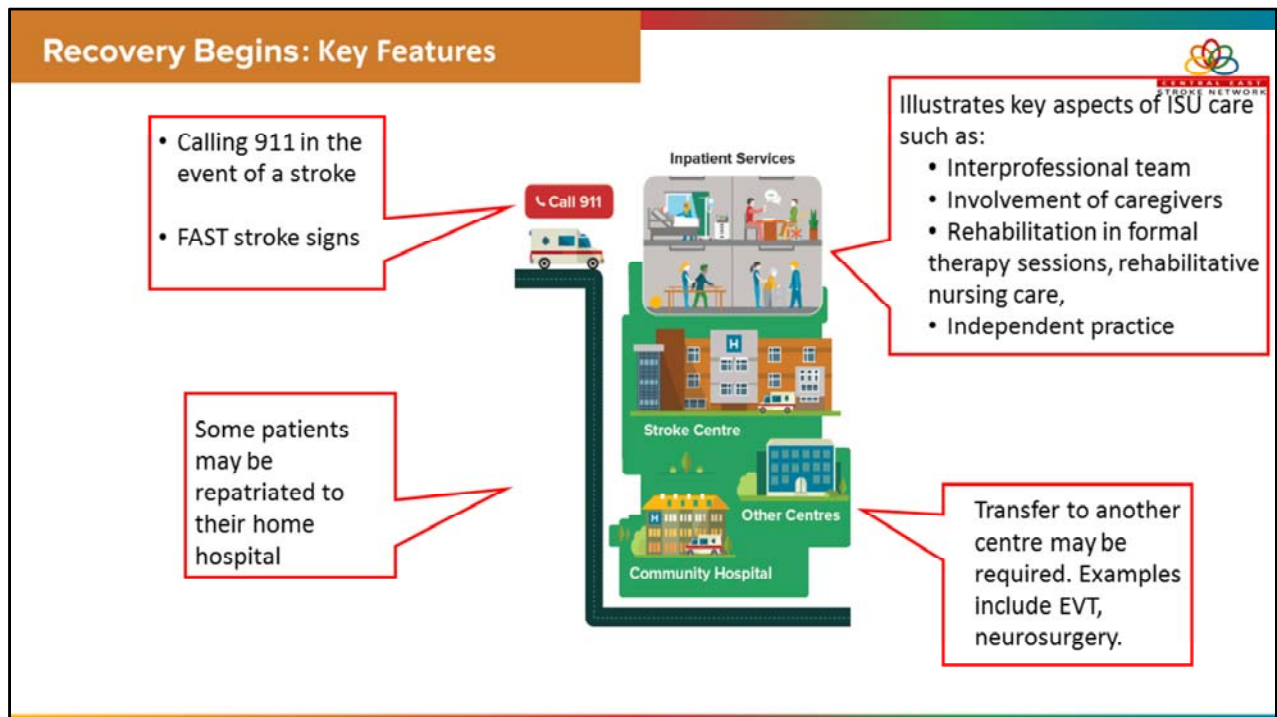 Recovery Begins: Key Features
CENTRAL EAST
STROKE NETWORK
• Calling 911 in the
event of a stroke
• FAST stroke signs
Call 911
Inpatient Services
Illustrates key aspects of ISU care
such as:
• Interprofessional team
• Involvement of caregivers
• Rehabilitation in formal
therapy sessions, rehabilitative
nursing care,
• Independent practice
H
Stroke Centre
Some patients
may be
repatriated to
their home
hospital
H
Other Centres
Community Hospital
Transfer to another
centre may be
required. Examples
include EVT,
neurosurgery.